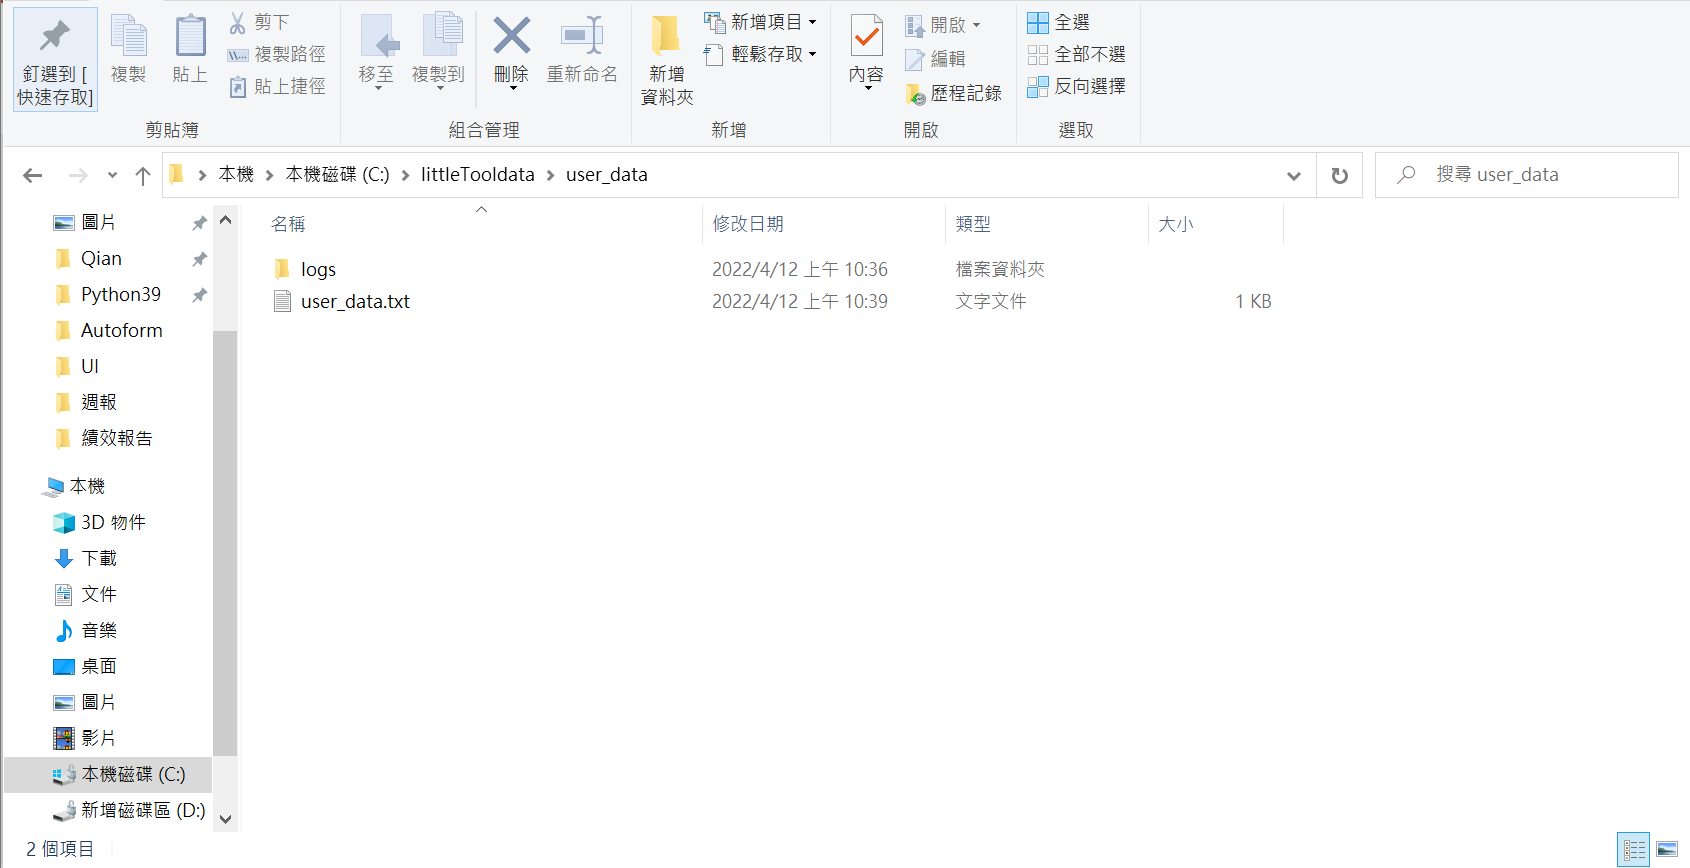 釘選到 [
快速存取]
複製
貼上
剪下
複製路徑
貼上捷徑
剪貼簿
移至
複製到
刪除
重新命名
組合管理
新增
資料夾
新增項目
輕鬆存取
新增
內容
開啟
編輯
歷程記錄
開啟
全選
全部不選
反向選擇
選取
本機
本機磁碟 (C:)
littleTooldata
user_data
搜尋 user_data
圖片
Qian
Python39
Autoform
UI
週報
績效報告
本機
3D 物件
下載
文件
音樂
桌面
圖片
影片
本機磁碟 (C:)
新增磁碟區 (D:)
名稱 修改日期 類型 大小
logs 2022/4/12 上午 10:36 檔案資料夾
user_data.txt 2022/4/12 上午 10:39 文字文件 1 KB
2 個項目